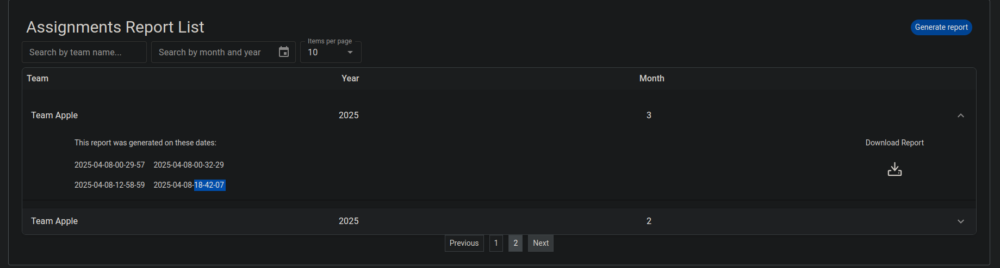 Assignments Report List
Generate report
Items per page
Search by team name...
Search by month and year
10
Team Year Month
Team Apple 2025 3
This report was generated on these dates:
Download Report
2025-04-08-00-29-57 2025-04-08-00-32-29
2025-04-08-12-58-59 2025-04-08-18-42-07
Team Apple 2025 2
Previous 1 2 Next